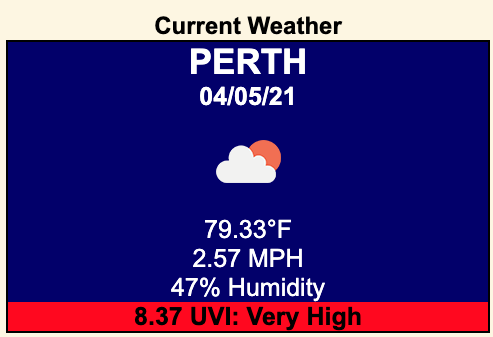 Current Weather
PERTH
04/05/21
79.33°F
2.57 MPH
47% Humidity
8.37 UVI: Very High